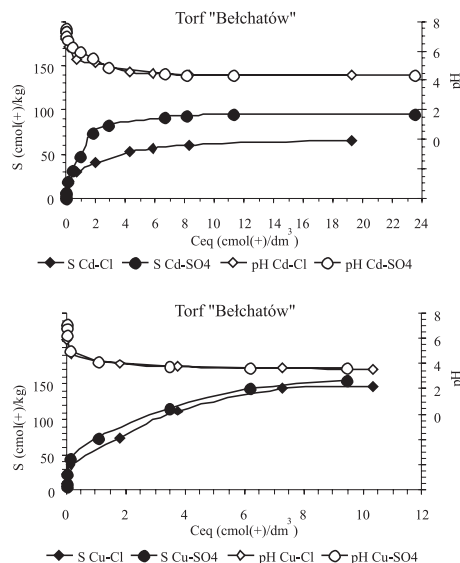 Torf "Bełchatów"
8
150
6
4
100
2
50
0
0
S (cmol(+)/kg)
pH
0 2 4 6 8 10 12 14 16 18 20 22 24
Ceq (cmol(+)/dm3)
S Cd-Cl S Cd-SO4 pH Cd-Cl pH Cd-SO4
Torf "Bełchatów"
8
6
4
150
2
100
0
50
0
S (cmol(+)/kg)
pH
0 2 4 6 8 10 12
Ceq (cmol(+)/dm3)
S Cu-Cl S Cu-SO4 pH Cu-Cl pH Cu-SO4